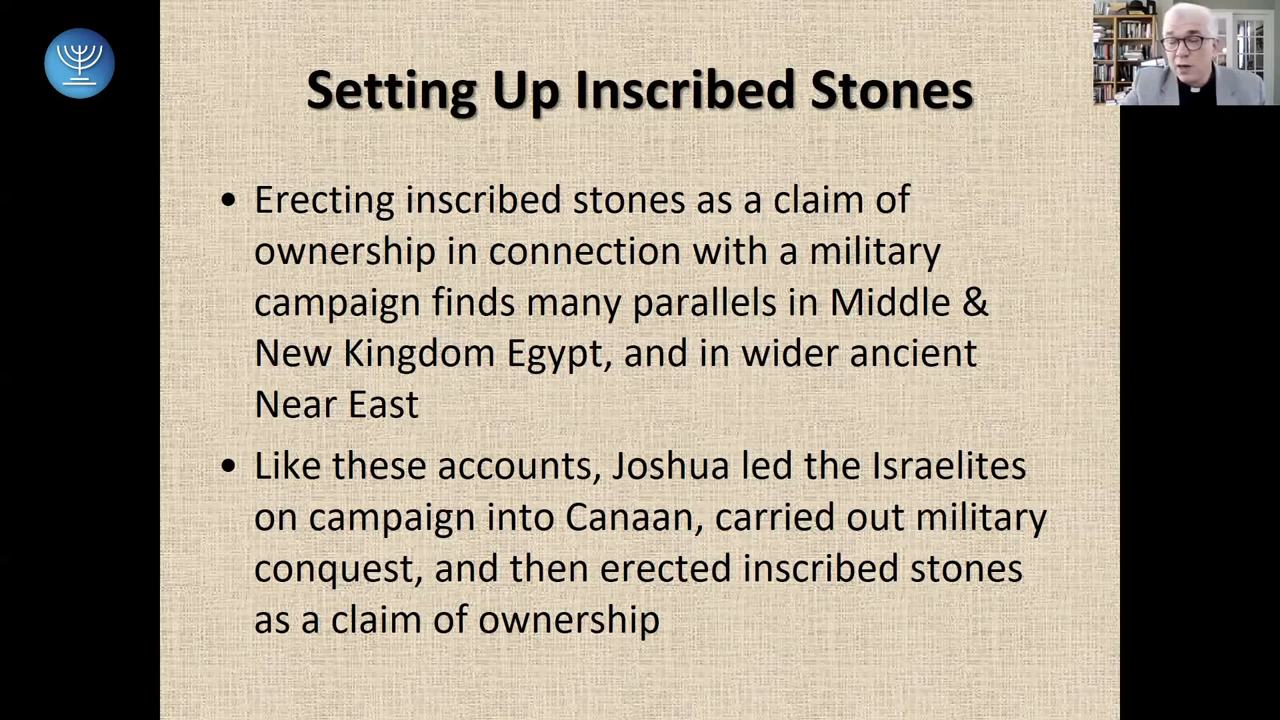 Setting Up Inscribed Stones
• Erecting inscribed stones as a claim of
ownership in connection with a military
campaign finds many parallels in Middle &
New Kingdom Egypt, and in wider ancient
Near East
• Like these accounts, Joshua led the Israelites
on campaign into Canaan, carried out military
conquest, and then erected inscribed stones
as a claim of ownership